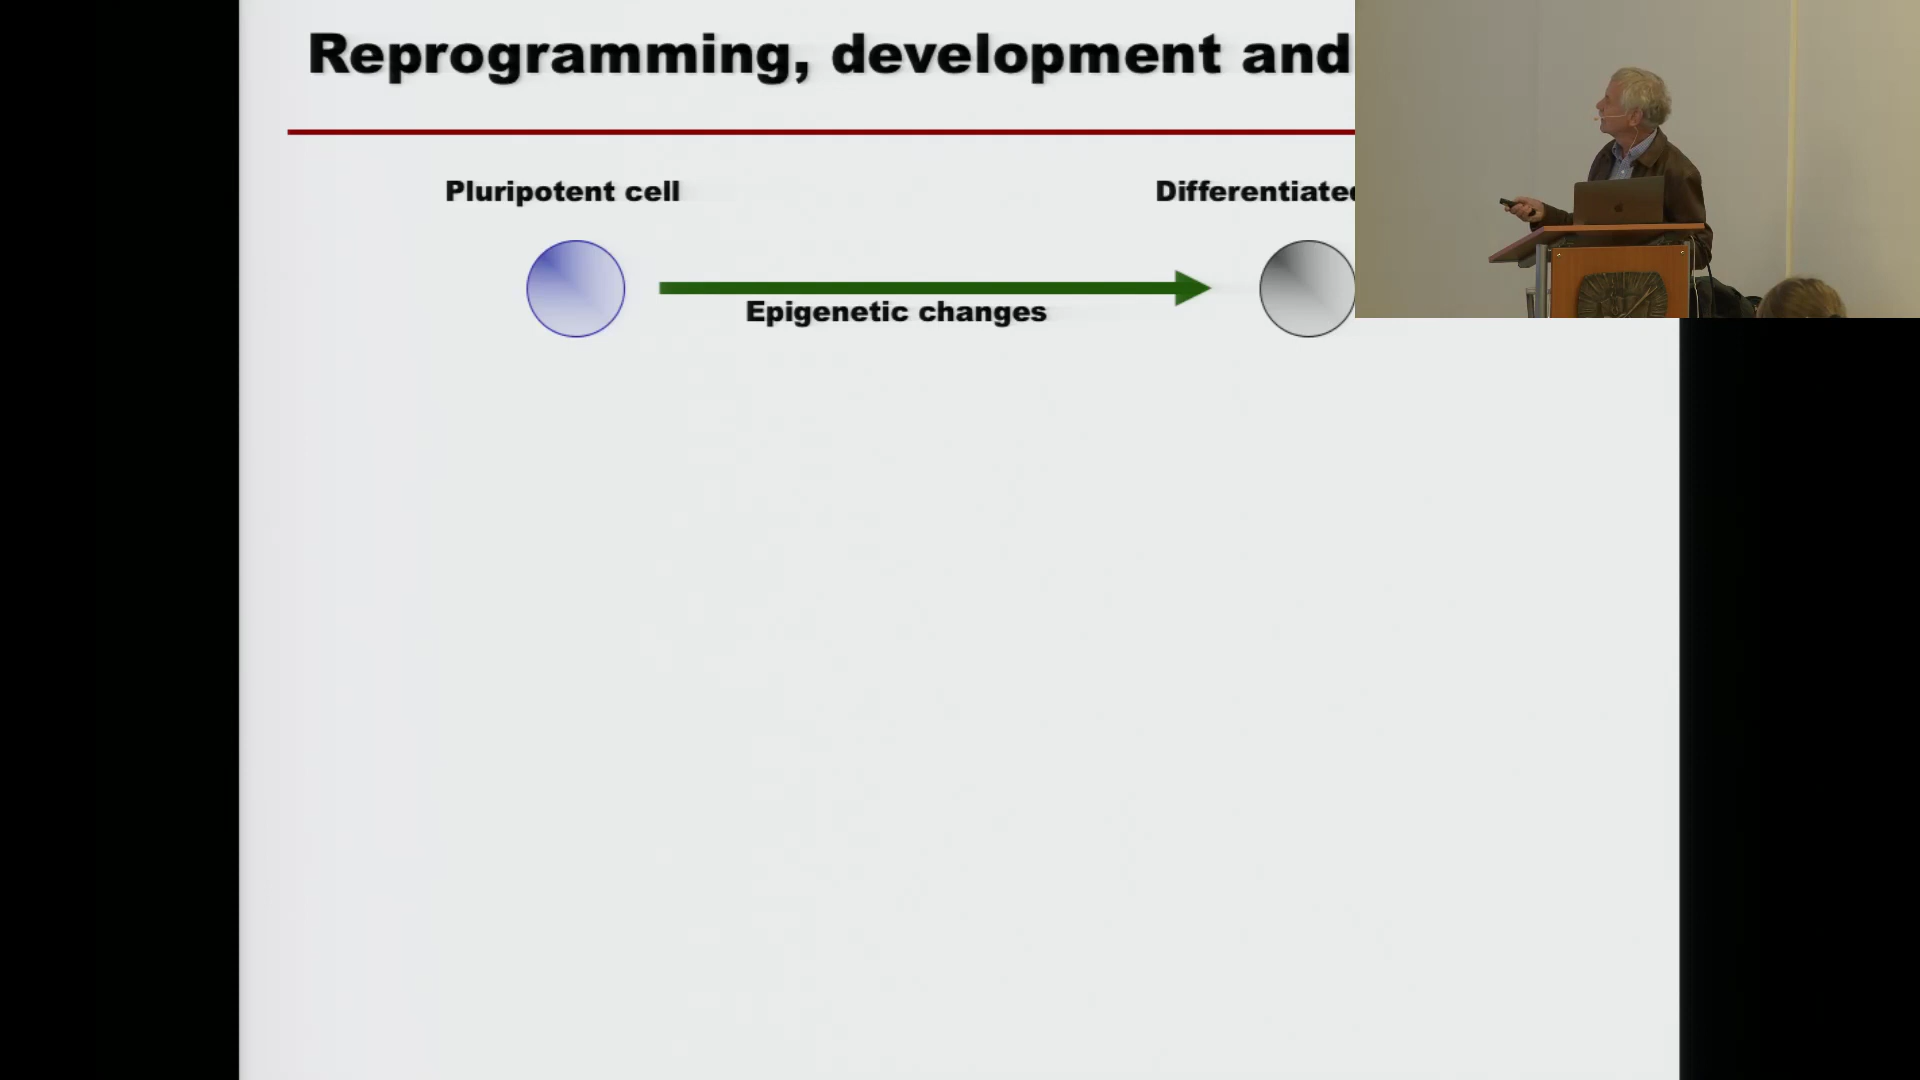 Reprogramming, development and
Pluripotent cell
Differentiated
Epigenetic changes